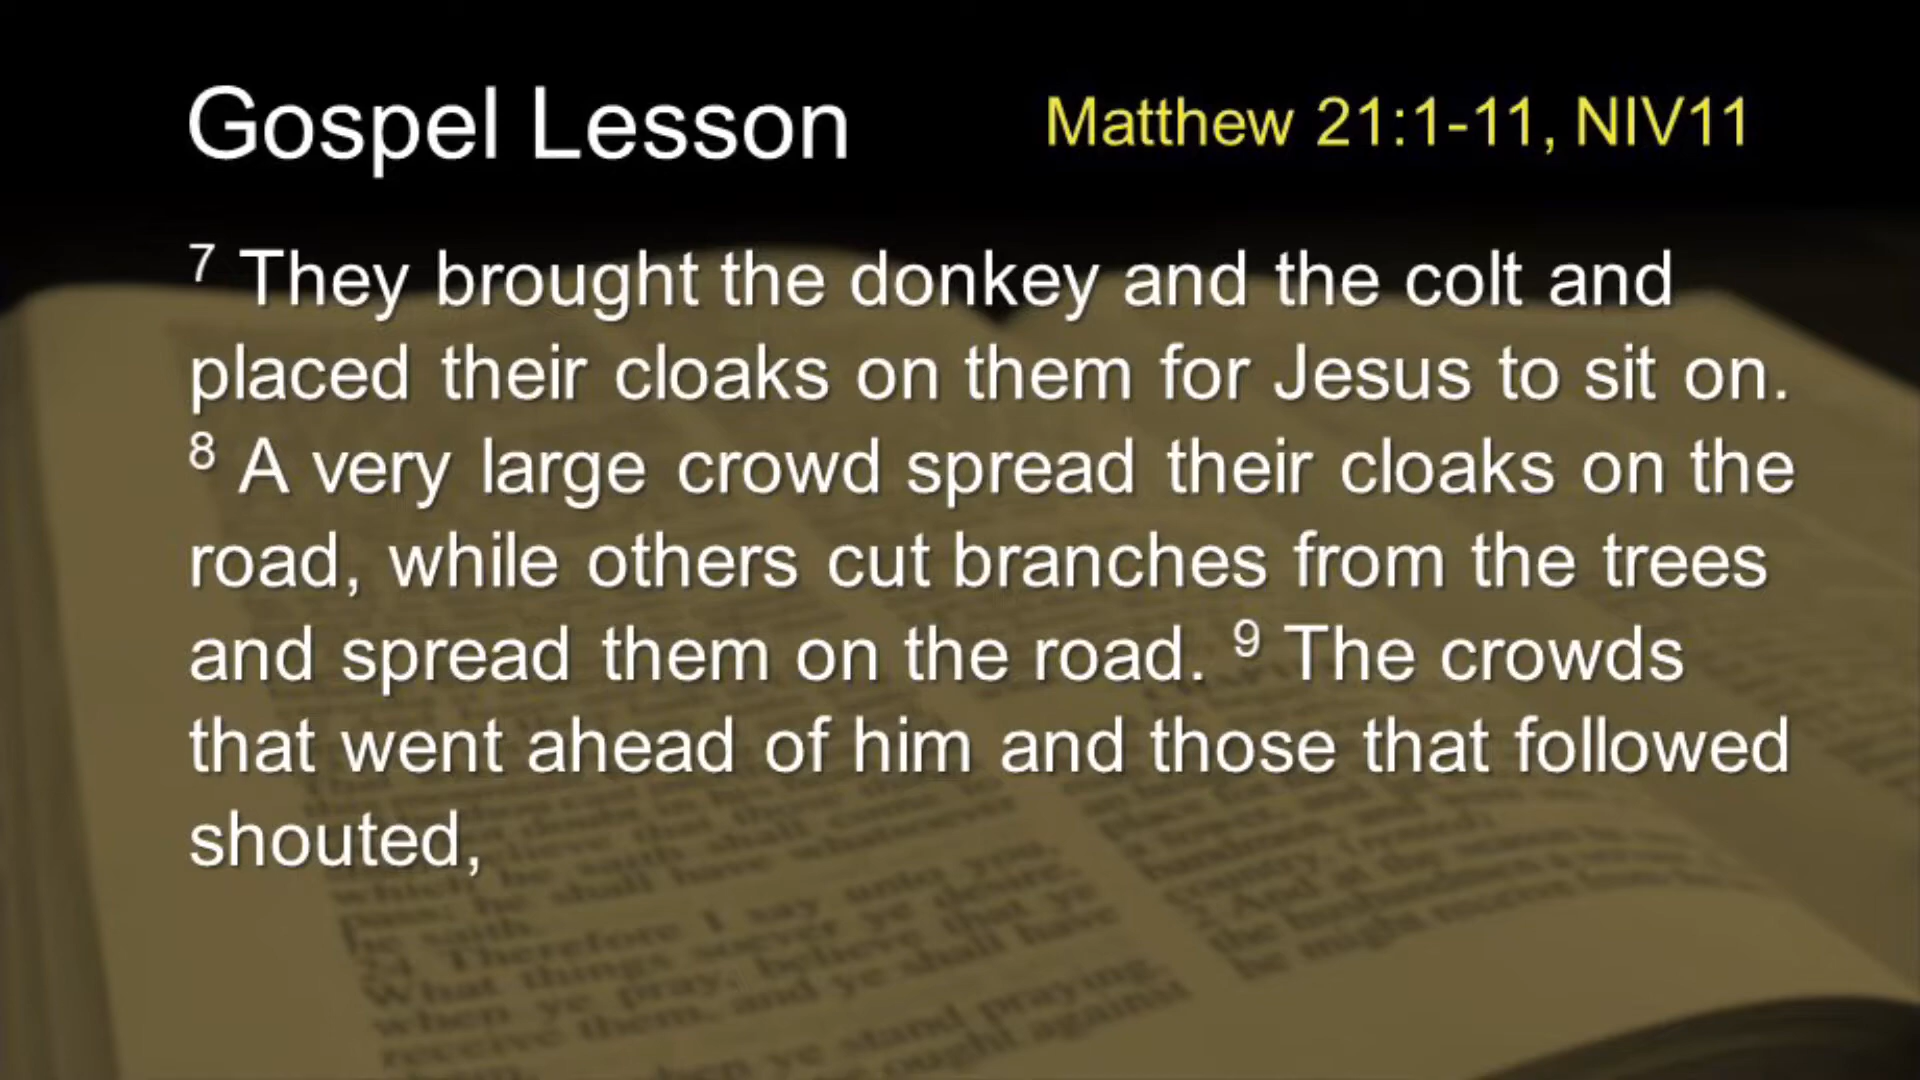 Gospel Lesson
Matthew 21:1-11, NIV11
7 They brought the donkey and the colt and
placed their cloaks on them for Jesus to sit on.
8 A very large crowd spread their cloaks on the
road, while others cut branches from the trees
and spread them on the road. 9 The crowds
that went ahead of him and those that followed
shouted,